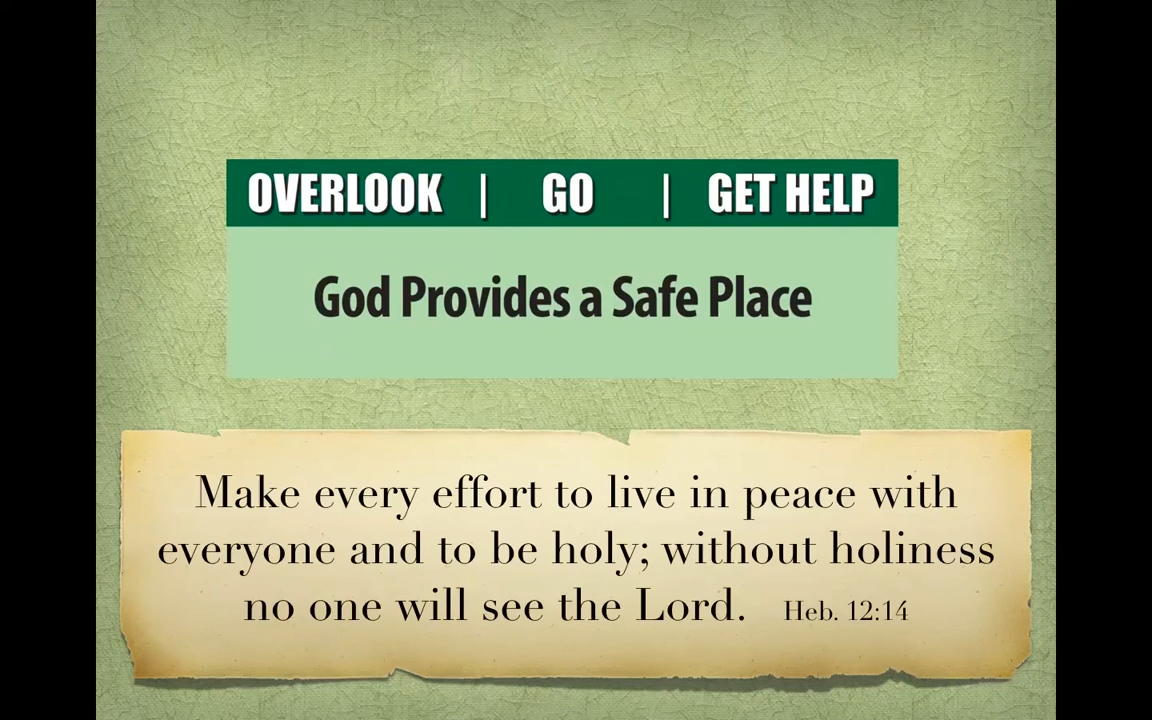 OVERLOOK | GO | GET HELP
God Provides a Safe Place
Make every effort to live in peace with
everyone and to be holy; without holiness
no one will see the Lord. Heb. 12:14